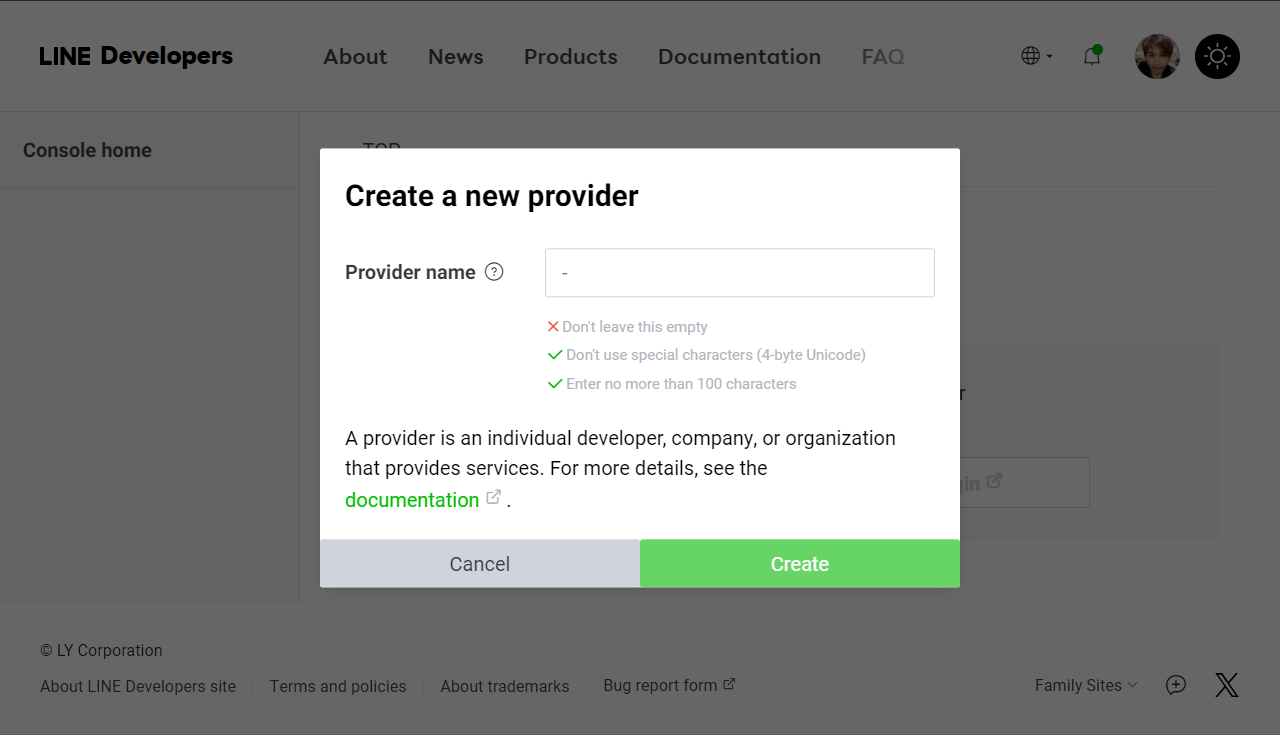 LINE Developers
About
News
Products
Documentation
FAQ
Console home
Create a new provider
Provider name ?
-
Don't leave this empty
Don't use special characters (4-byte Unicode)
Enter no more than 100 characters
A provider is an individual developer, company, or organization
that provides services. For more details, see the
documentation .
Cancel
Create
© LY Corporation
About LINE Developers site
Terms and policies
About trademarks
Bug report form
Family Sites